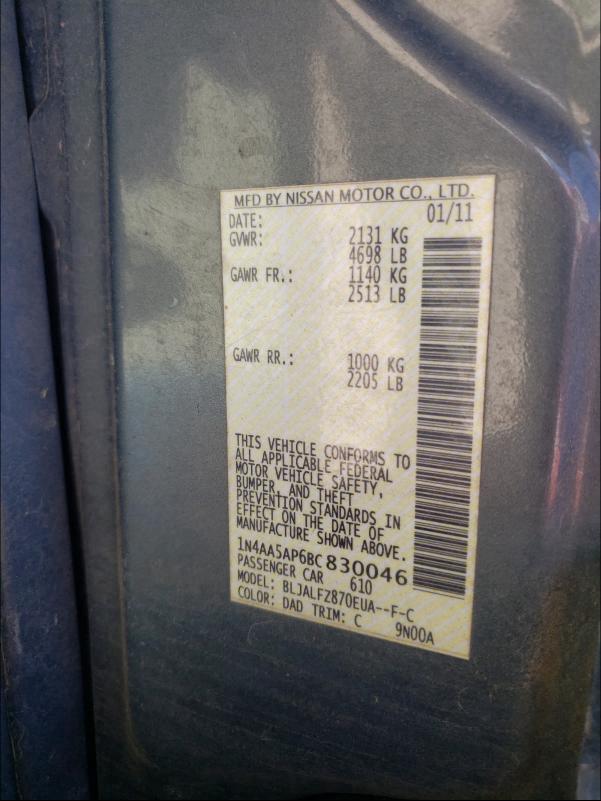 MFD BY NISSAN MOTOR CO., LTD.
DATE: 01/11
GVWR: 2131 KG
4698 LB
GAWR FR.: 1140 KG
2513 LB
GAWR RR.: 1000 KG
2205 LB
THIS VEHICLE CONFORMS TO
ALL APPLICABLE FEDERAL
MOTOR VEHICLE SAFETY,
BUMPER, AND THEFT
PREVENTION STANDARDS IN
EFFECT ON THE DATE OF
MANUFACTURE SHOWN ABOVE.
1N4AA5AP6BC830046
PASSENGER CAR 610
MODEL: BLJALFZ870EUA--F-C
COLOR: DAD TRIM: C 9N00A